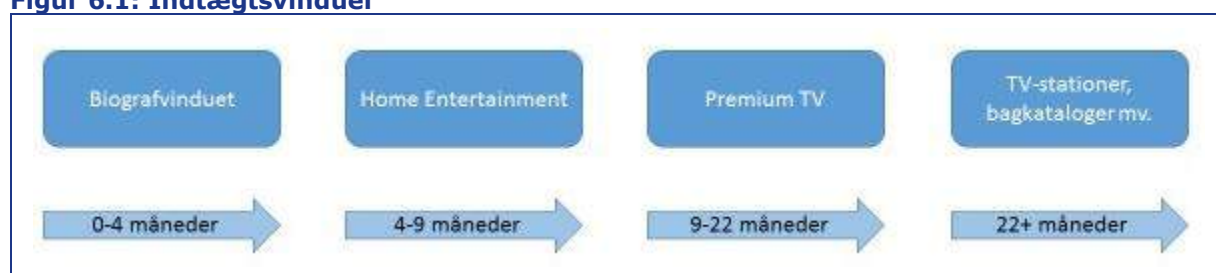 Figur 6.1: Indtægtsvinduer
Biografvinduet
Home Entertainment
Premium TV
TV-stationer,
bagkataloger mv.
0-4 måneder
4-9 måneder
9-22 måneder
22+ måneder